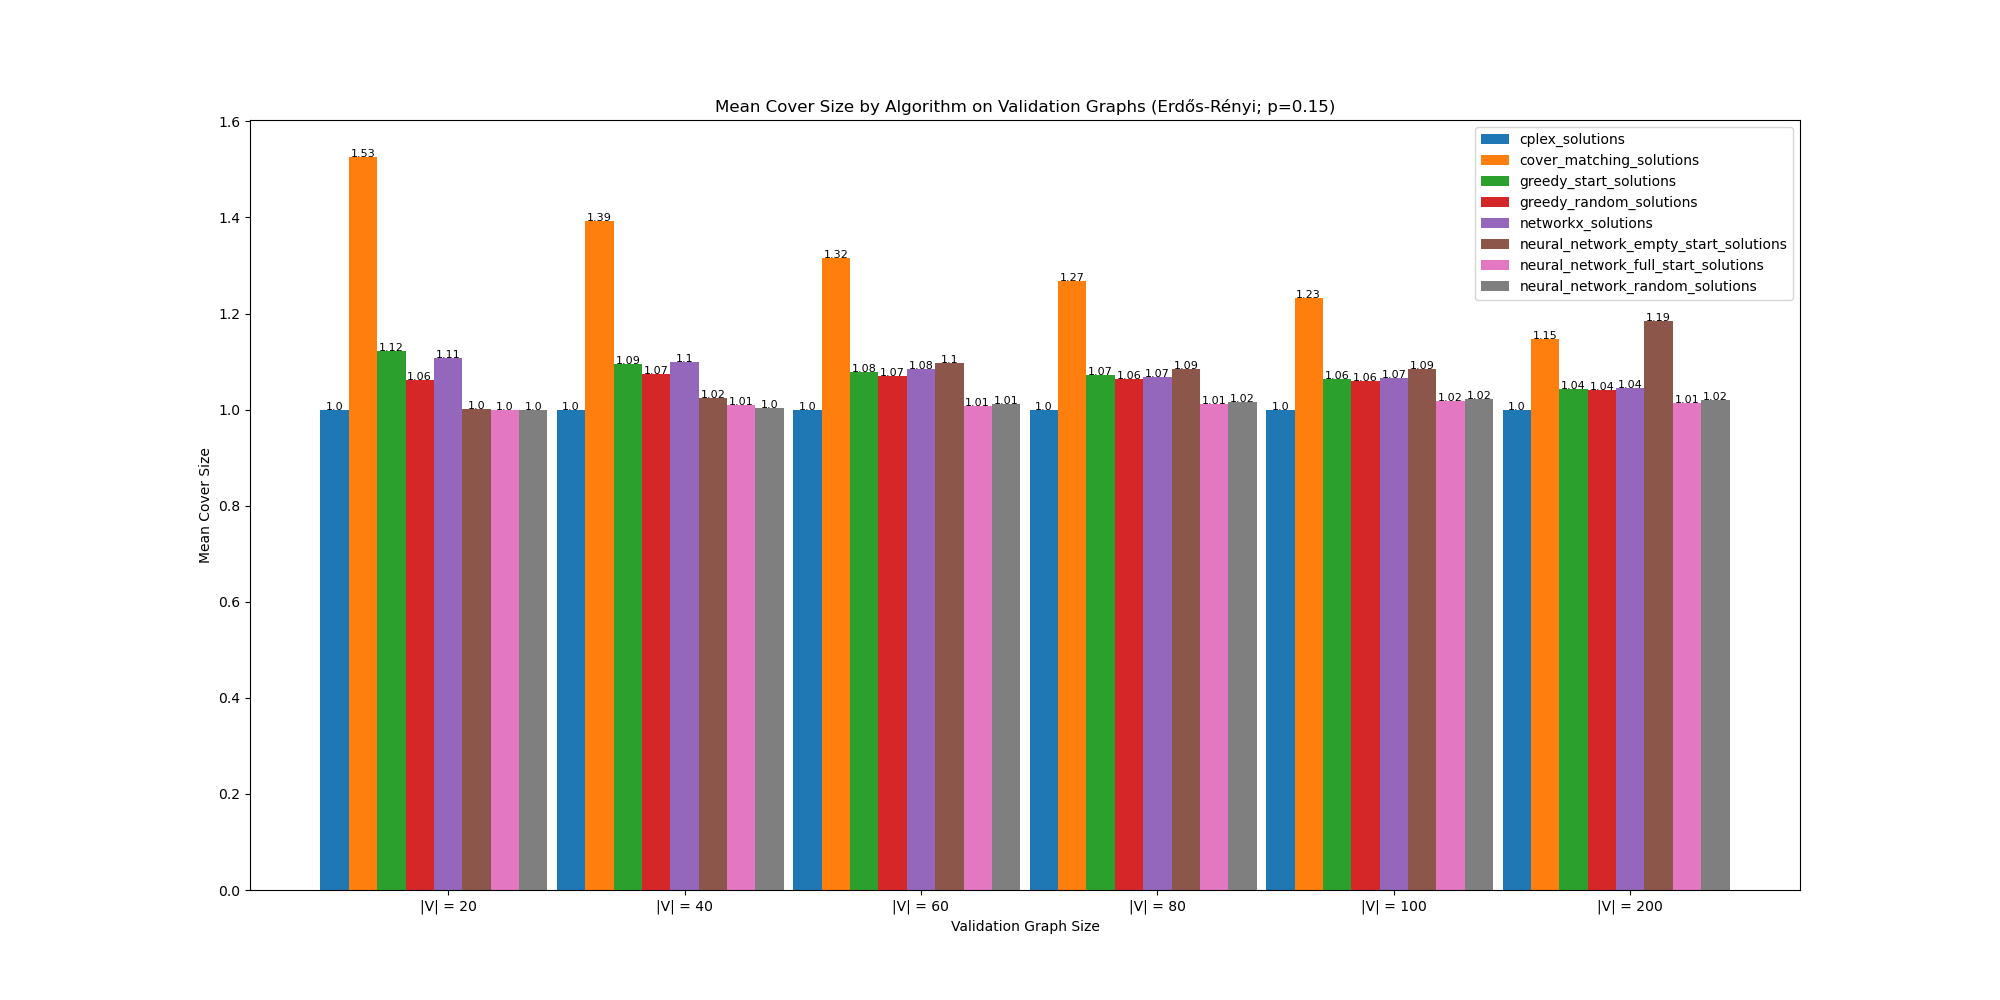 Mean Cover Size by Algorithm on Validation Graphs (Erdős-Rényi; p=0.15)
Mean Cover Size
1.6
1.4
1.2
1.0
0.8
0.6
0.4
0.2
0.0
cplex_solutions
cover_matching_solutions
greedy_start_solutions
greedy_random_solutions
networkx_solutions
neural_network_empty_start_solutions
neural_network_full_start_solutions
neural_network_random_solutions
1.0 1.53 1.12 1.06 1.11 1.0 1.0 1.0
1.0 1.39 1.09 1.07 1.1 1.02 1.01 1.0
1.0 1.32 1.08 1.07 1.08 1.1 1.01 1.01
1.0 1.27 1.07 1.06 1.07 1.09 1.01 1.02
1.0 1.23 1.06 1.06 1.07 1.09 1.02 1.02
1.0 1.15 1.04 1.04 1.04 1.19 1.01 1.02
|V| = 20 |V| = 40 |V| = 60 |V| = 80 |V| = 100 |V| = 200
Validation Graph Size